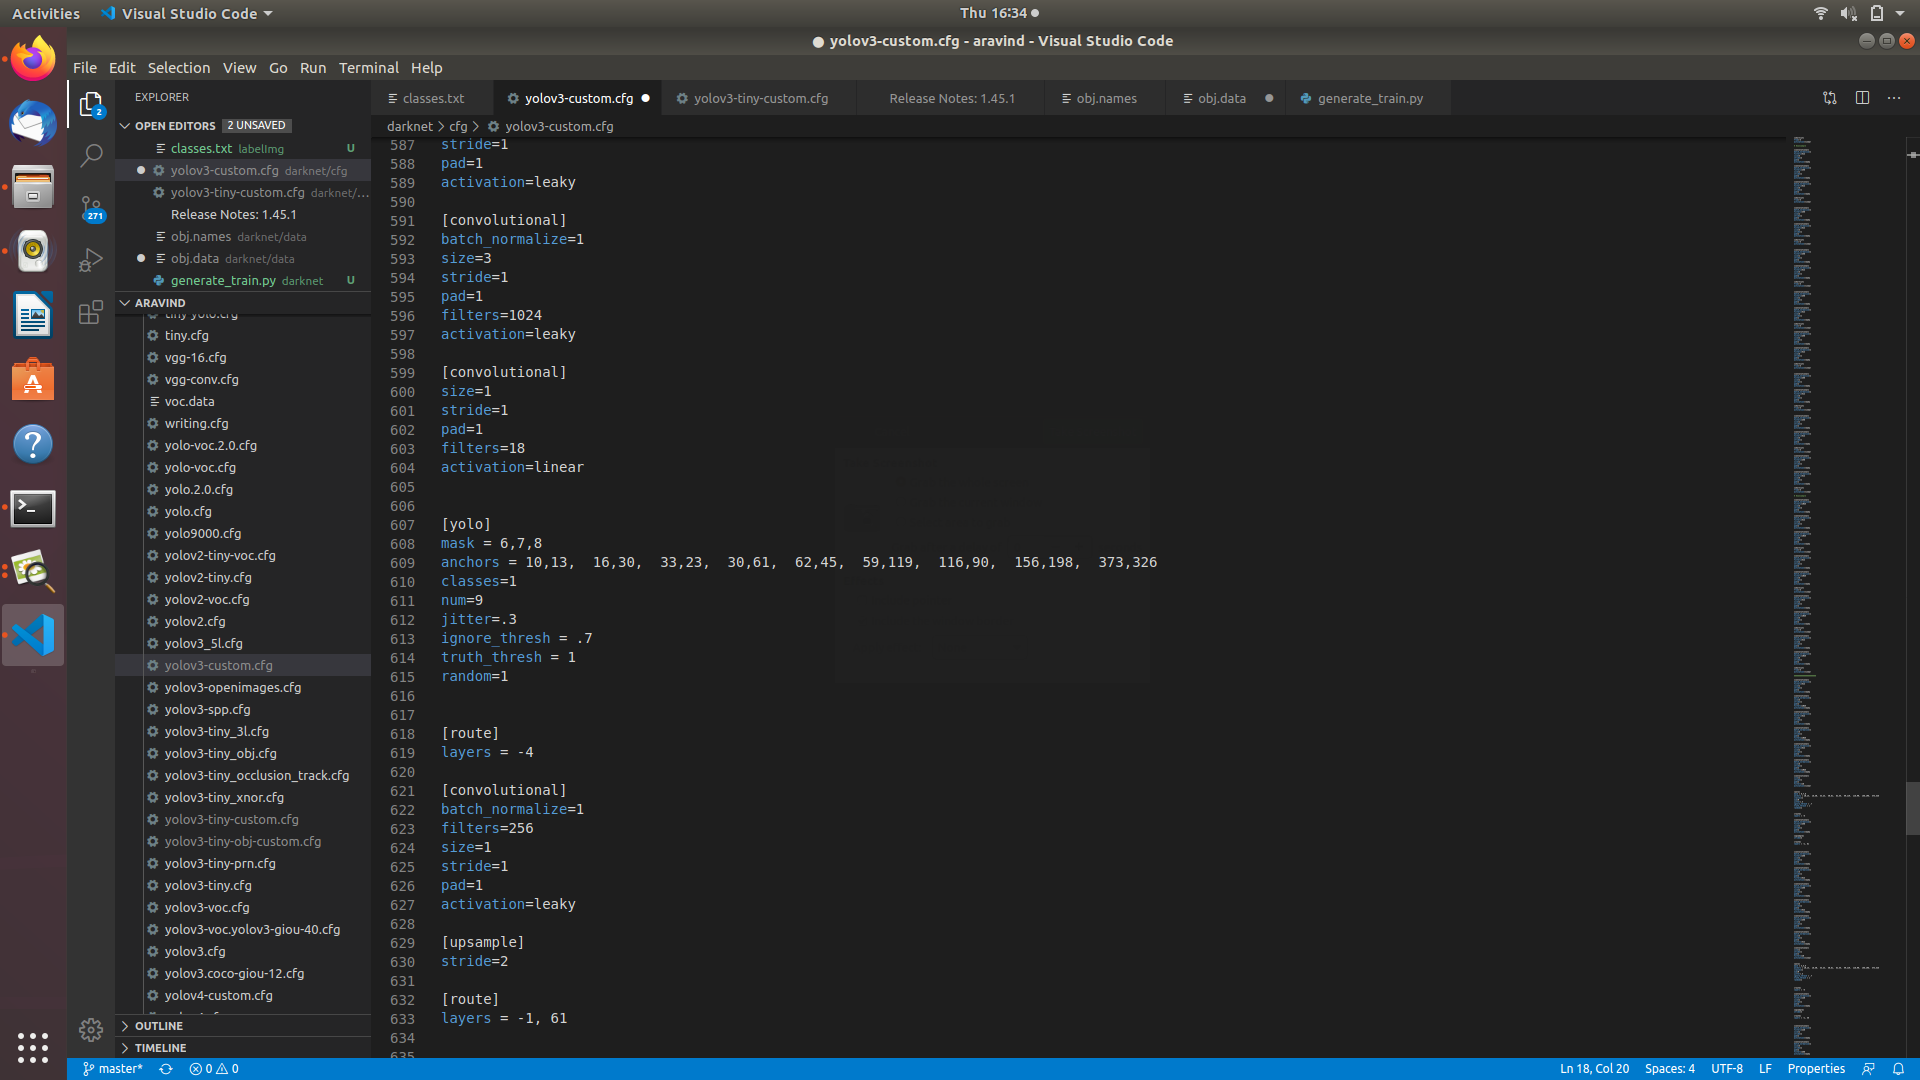 Activities
Visual Studio Code
Thu 16:34
yolov3-custom.cfg - aravind - Visual Studio Code
File Edit Selection View Go Run Terminal Help
EXPLORER
OPEN EDITORS 2 UNSAVED
classes.txt labelImg U
yolov3-custom.cfg darknet/cfg
yolov3-tiny-custom.cfg darknet/...
Release Notes: 1.45.1
obj.names darknet/data
obj.data darknet/data
generate_train.py darknet U
ARAVIND
tiny-yolo.cfg
tiny.cfg
vgg-16.cfg
vgg-conv.cfg
voc.data
writing.cfg
yolo-voc.2.0.cfg
yolo-voc.cfg
yolo.2.0.cfg
yolo.cfg
yolo9000.cfg
yolov2-tiny-voc.cfg
yolov2-tiny.cfg
yolov2-voc.cfg
yolov2.cfg
yolov3_5l.cfg
yolov3-custom.cfg
yolov3-openimages.cfg
yolov3-spp.cfg
yolov3-tiny_3l.cfg
yolov3-tiny_obj.cfg
yolov3-tiny_occlusion_track.cfg
yolov3-tiny_xnor.cfg
yolov3-tiny-custom.cfg
yolov3-tiny-obj-custom.cfg
yolov3-tiny-prn.cfg
yolov3-tiny.cfg
yolov3-voc.cfg
yolov3-voc.yolov3-giou-40.cfg
yolov3.cfg
yolov3.coco-giou-12.cfg
yolov4-custom.cfg
OUTLINE
TIMELINE
2
271
classes.txt yolov3-custom.cfg yolov3-tiny-custom.cfg Release Notes: 1.45.1 obj.names obj.data generate_train.py
darknet > cfg > yolov3-custom.cfg
587 stride=1
588 pad=1
589 activation=leaky
590
591 [convolutional]
592 batch_normalize=1
593 size=3
594 stride=1
595 pad=1
596 filters=1024
597 activation=leaky
598
599 [convolutional]
600 size=1
601 stride=1
602 pad=1
603 filters=18
604 activation=linear
605
606
607 [yolo]
608 mask = 6,7,8
609 anchors = 10,13,  16,30,  33,23,  30,61,  62,45,  59,119,  116,90,  156,198,  373,326
610 classes=1
611 num=9
612 jitter=.3
613 ignore_thresh = .7
614 truth_thresh = 1
615 random=1
616
617
618 [route]
619 layers = -4
620
621 [convolutional]
622 batch_normalize=1
623 filters=256
624 size=1
625 stride=1
626 pad=1
627 activation=leaky
628
629 [upsample]
630 stride=2
631
632 [route]
633 layers = -1, 61
634
635
master* 0 0 Ln 18, Col 20 Spaces: 4 UTF-8 LF Properties